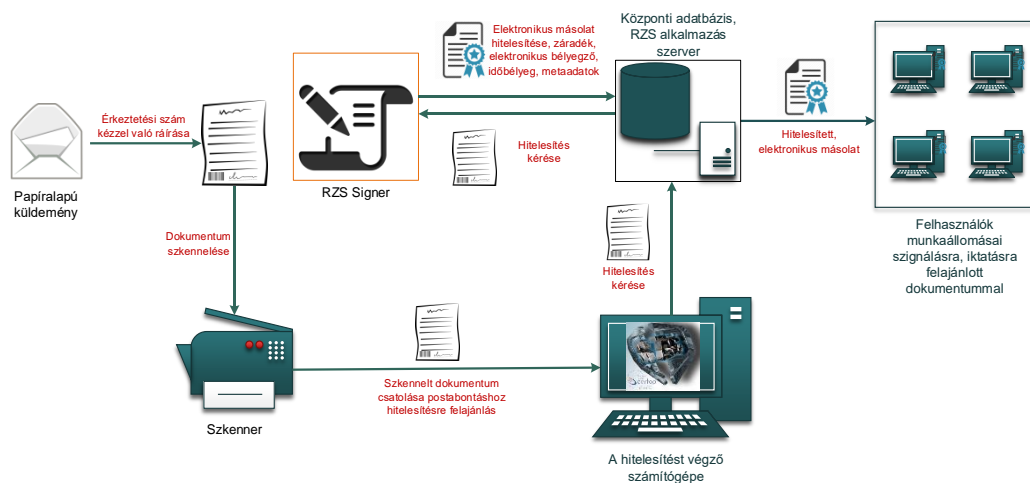 Elektronikus másolat
hitelesítése, záradék,
elektronikus bélyegző,
időbélyeg, metaadatok
Központi adatbázis,
RZS alkalmazás
szerver
Érkeztetési szám
kézzel való ráírása
Hitelesítés
kérése
Hitelesített,
elektronikus másolat
Papíralapú
küldemény
RZS Signer
Felhasználók
munkaállomásai
szignálásra, iktatásra
felajánlott
dokumentummal
Dokumentum
szkennelése
Hitelesítés
kérése
Szkennelt dokumentum
csatolása postabontáshoz
hitelesítésre felajánlás
Szkenner
A hitelesítést végző
számítógépe